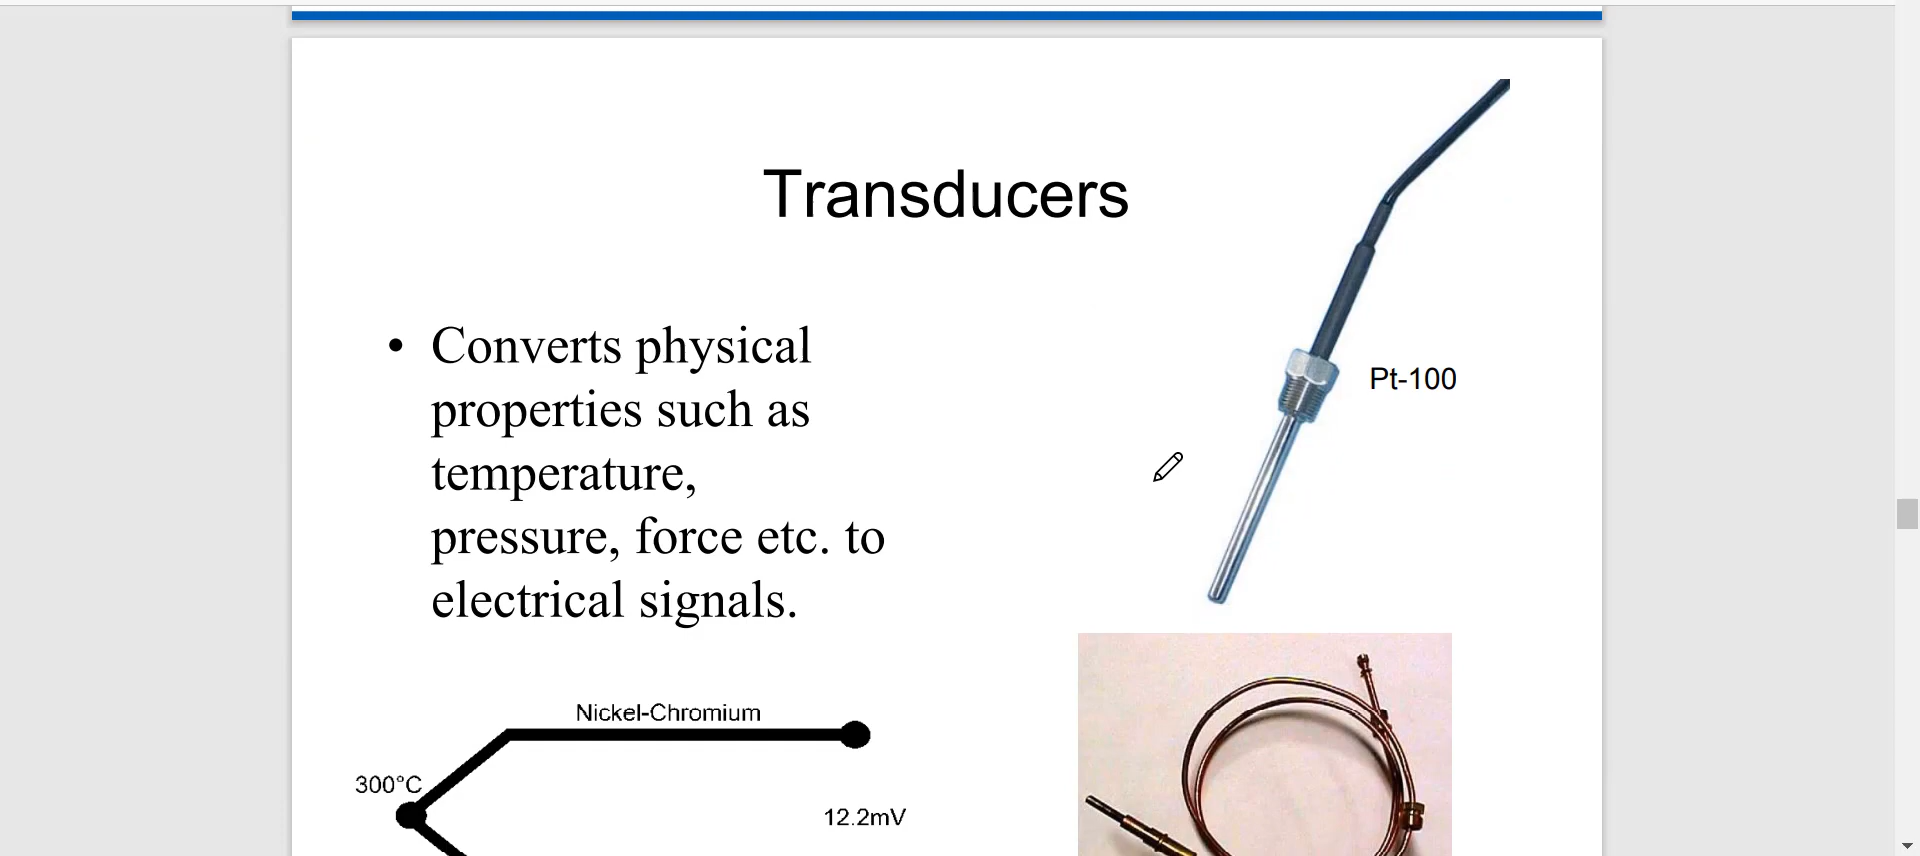 Transducers
• Converts physical
properties such as
temperature,
pressure, force etc. to
electrical signals.
Pt-100
Nickel-Chromium
300°C
12.2mV